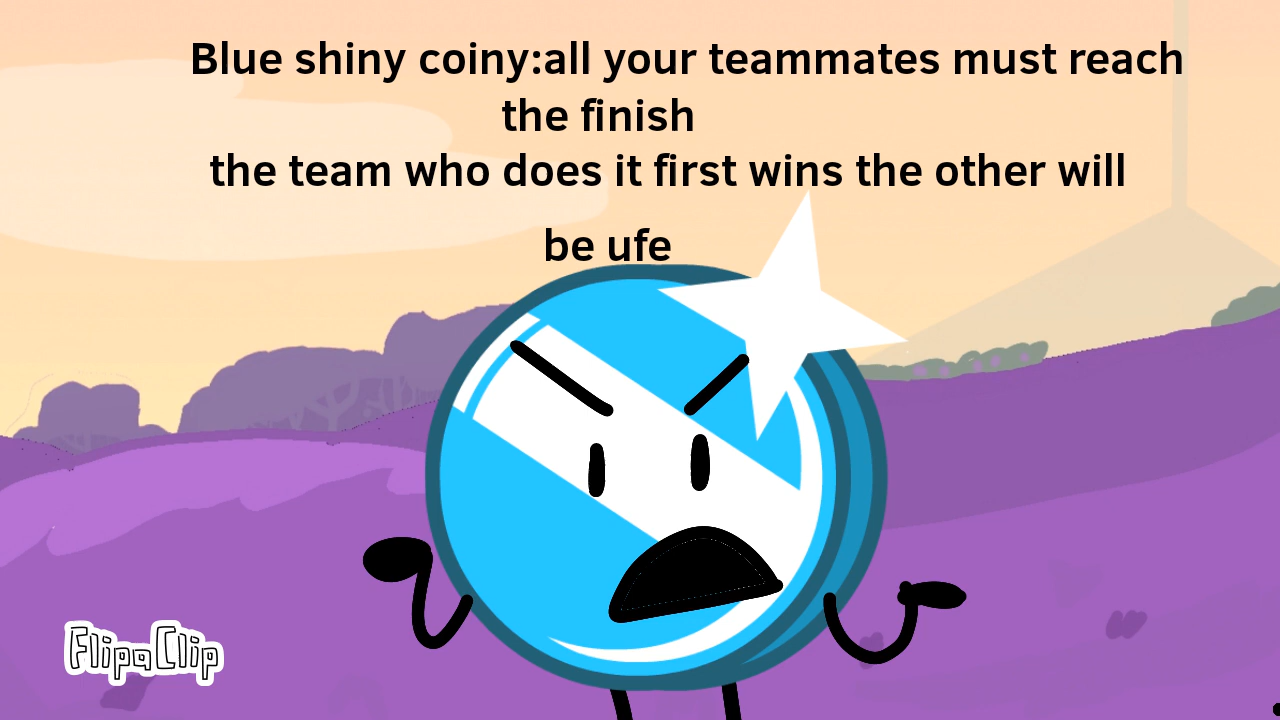 Blue shiny coiny:all your teammates must reach
the finish
the team who does it first wins the other will
be ufe
FlipaClip